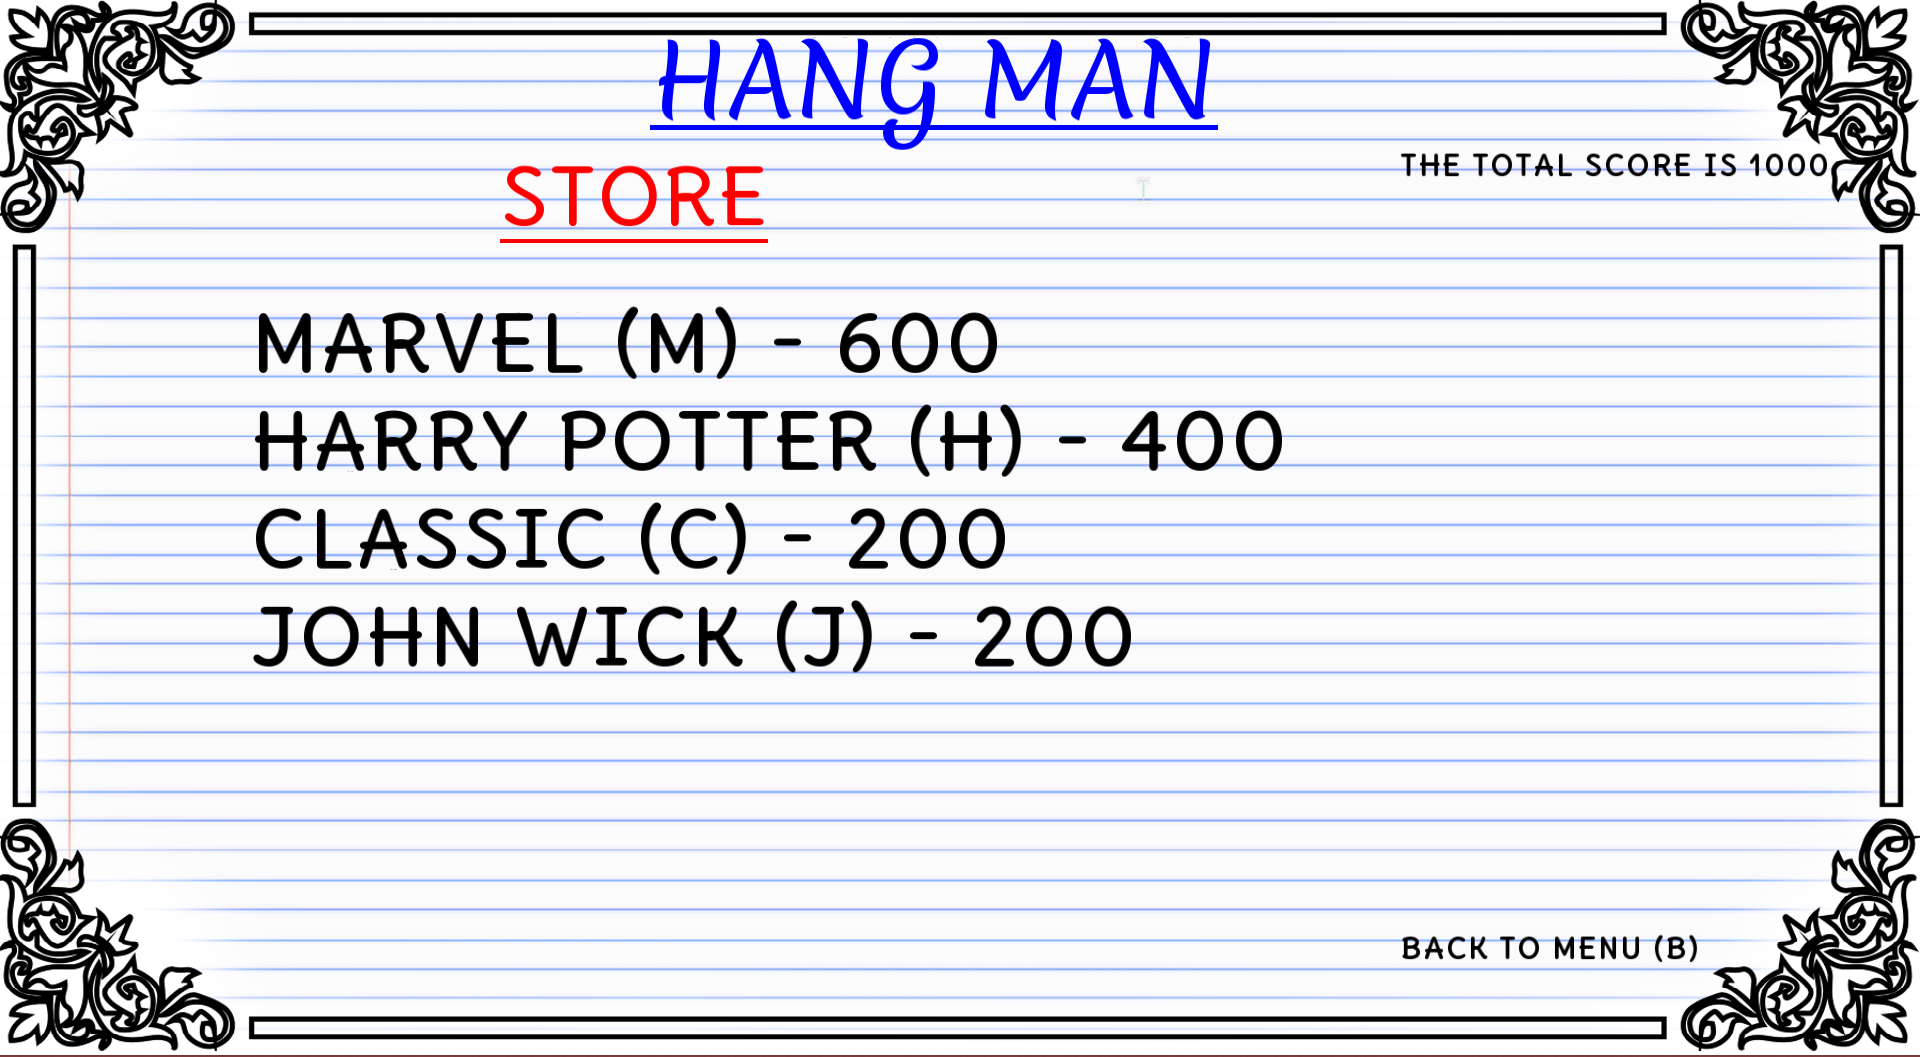 HANG MAN
STORE
THE TOTAL SCORE IS 1000
MARVEL (M) - 600
HARRY POTTER (H) - 400
CLASSIC (C) - 200
JOHN WICK (J) - 200
BACK TO MENU (B)